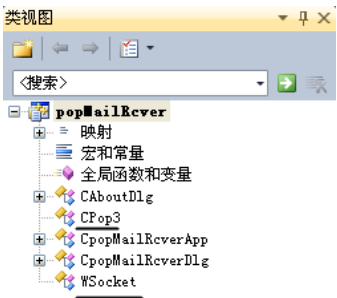 类视图
<搜索>
popMailRcver
映射
宏和常量
全局函数和变量
CAboutDlg
CPop3
CpopMailRcverApp
CpopMailRcverDlg
WSocket